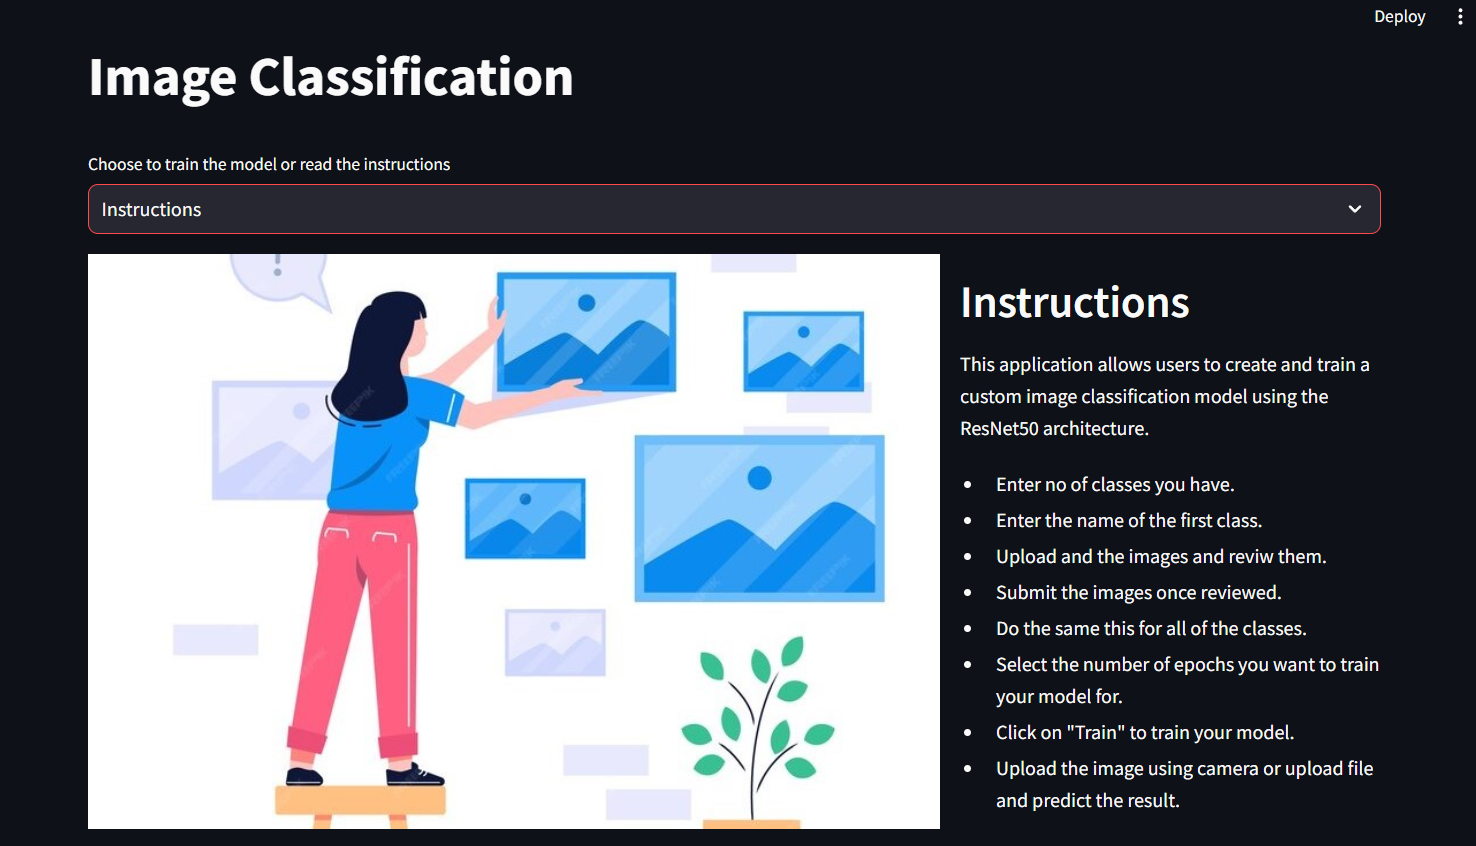 Deploy
Image Classification
Choose to train the model or read the instructions
Instructions
!
Instructions
This application allows users to create and train a
custom image classification model using the
ResNet50 architecture.
• Enter no of classes you have.
• Enter the name of the first class.
• Upload and the images and reviw them.
• Submit the images once reviewed.
• Do the same this for all of the classes.
• Select the number of epochs you want to train
your model for.
• Click on "Train" to train your model.
• Upload the image using camera or upload file
and predict the result.